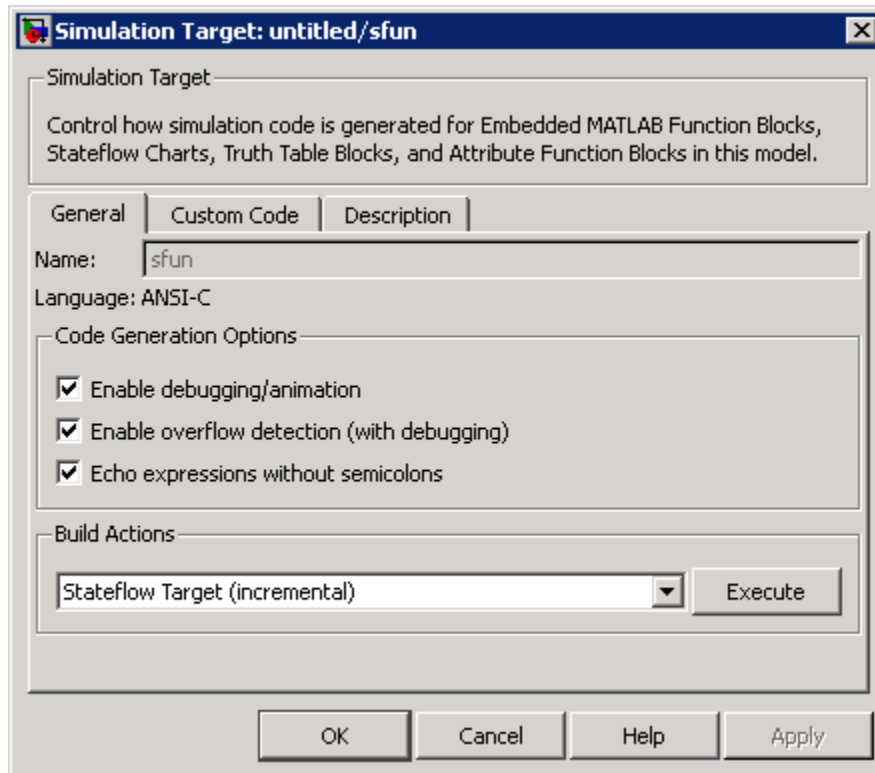 Simulation Target: untitled/sfun
Simulation Target
Control how simulation code is generated for Embedded MATLAB Function Blocks,
Stateflow Charts, Truth Table Blocks, and Attribute Function Blocks in this model.
General Custom Code Description
Name: sfun
Language: ANSI-C
Code Generation Options
Enable debugging/animation
Enable overflow detection (with debugging)
Echo expressions without semicolons
Build Actions
Stateflow Target (incremental) Execute
OK Cancel Help Apply